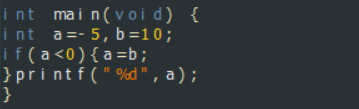 int main(void) {
int a=-5,b=10;
if(a<0){a=b;
}printf("%d",a);
}